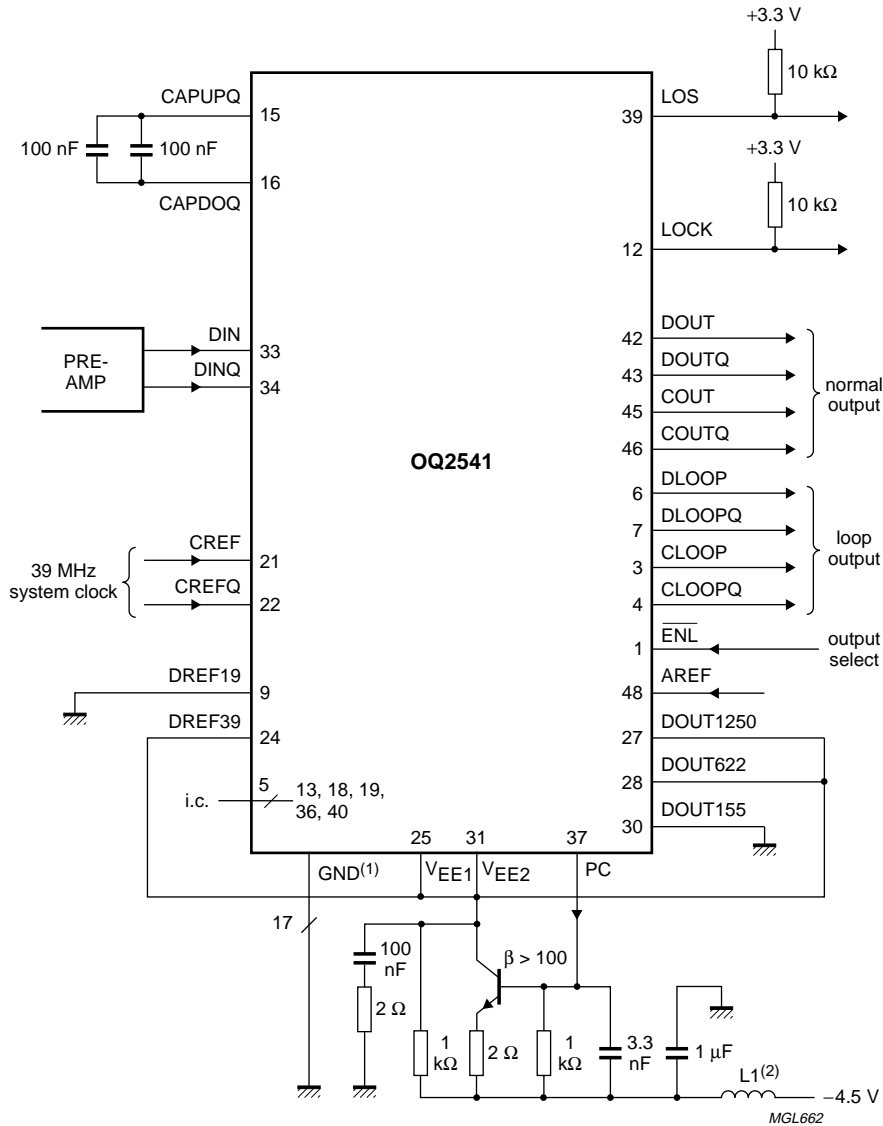 +3.3 V
10 kΩ
CAPUPQ
15
LOS
39
100 nF
100 nF
+3.3 V
16
CAPDOQ
10 kΩ
LOCK
12
PRE-
AMP
DIN
33
DINQ
34
DOUT
42
DOUTQ
43
COUT
45
COUTQ
46
normal
output
OQ2541
DLOOP
6
DLOOPQ
7
CLOOP
3
CLOOPQ
4
loop
output
39 MHz
system clock
CREF
21
CREFQ
22
ENL
1
output
select
DREF19
9
AREF
48
DREF39
24
DOUT1250
27
DOUT622
28
i.c.
5
13, 18, 19,
36, 40
DOUT155
30
25
31
37
GND(1)
VEE1
VEE2
PC
17
100
nF
2 Ω
β > 100
1
kΩ
2 Ω
1
kΩ
3.3
nF
1 μF
L1(2)
−4.5 V
MGL662